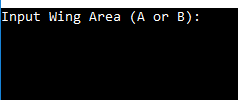 Input Wing Area (A or B):